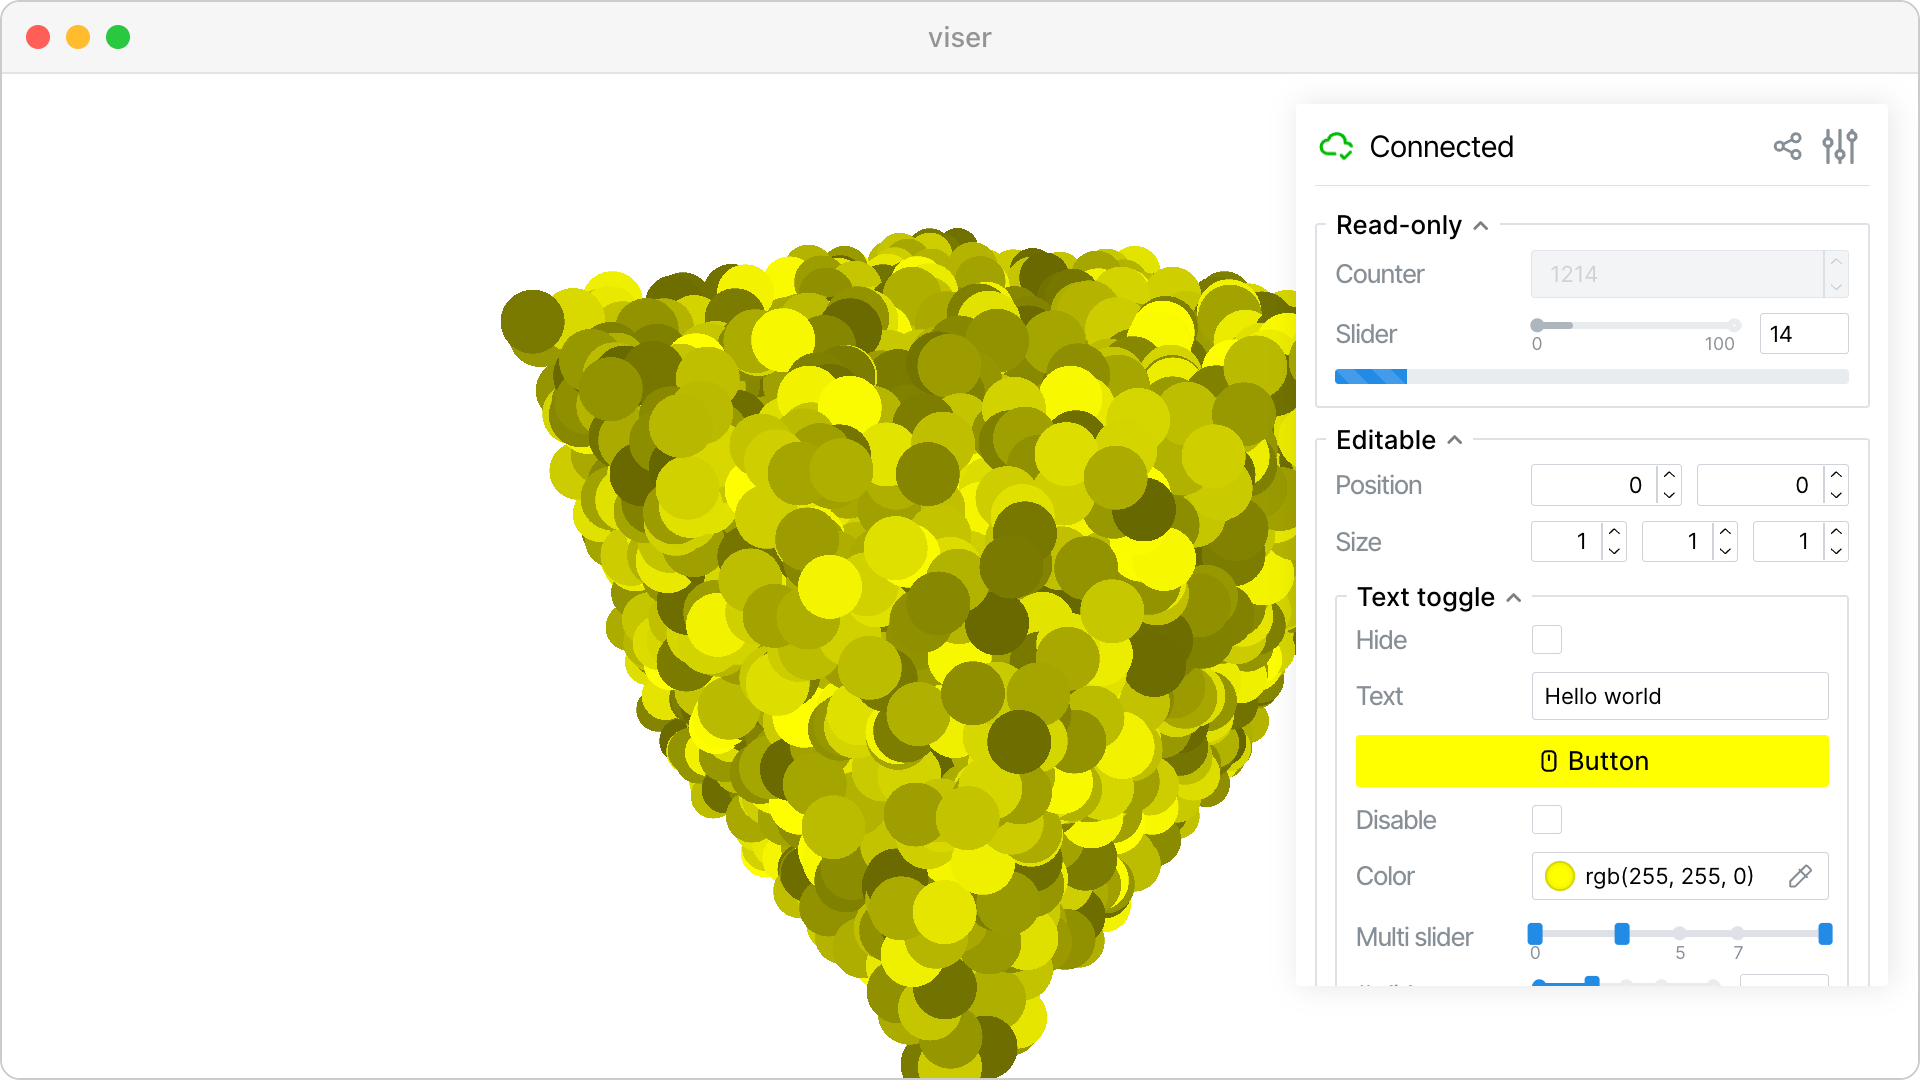 viser
Connected
Read-only
Counter 1214
Slider 0 100 14
Editable
Position 0 0
Size 1 1 1
Text toggle
Hide
Text Hello world
Button
Disable
Color rgb(255, 255, 0)
Multi slider 0 5 7